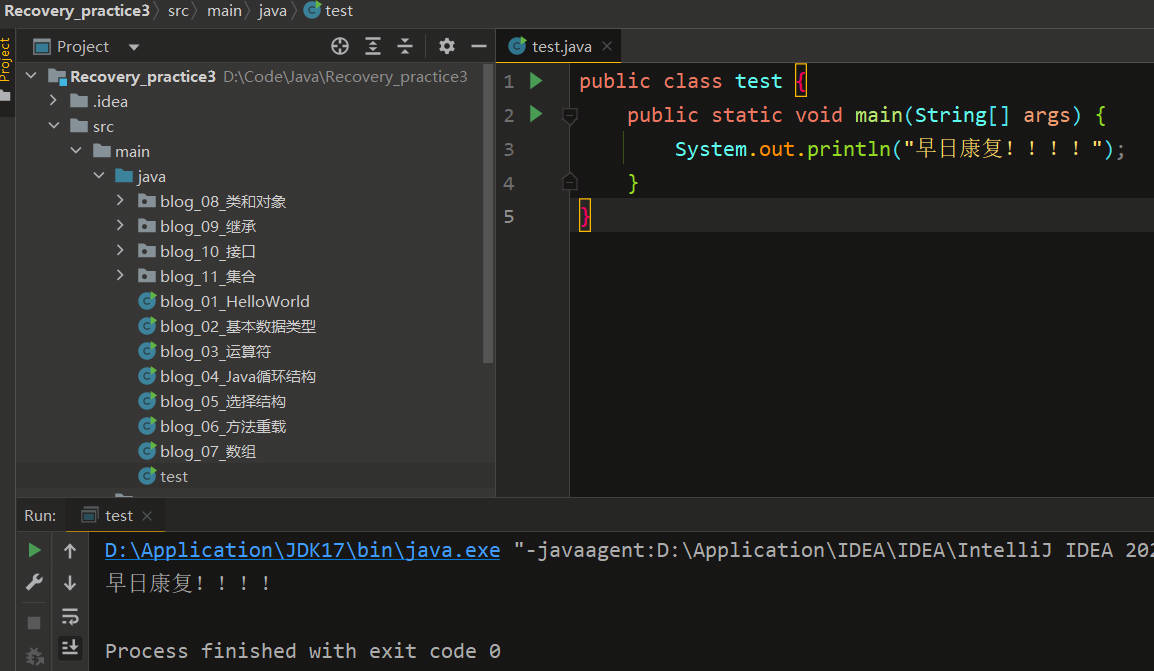 Recovery_practice3 src main java test
Project
Project
test.java
Recovery_practice3 D:\Code\Java\Recovery_practice3
.idea
src
main
java
blog_08_类和对象
blog_09_继承
blog_10_接口
blog_11_集合
blog_01_HelloWorld
blog_02_基本数据类型
blog_03_运算符
blog_04_Java循环结构
blog_05_选择结构
blog_06_方法重载
blog_07_数组
test
1 public class test {
2 public static void main(String[] args) {
3 System.out.println("早日康复!!!!");
4 }
5 }
Run: test
D:\Application\JDK17\bin\java.exe "-javaagent:D:\Application\IDEA\IDEA\IntelliJ IDEA 202
早日康复!!!!
Process finished with exit code 0